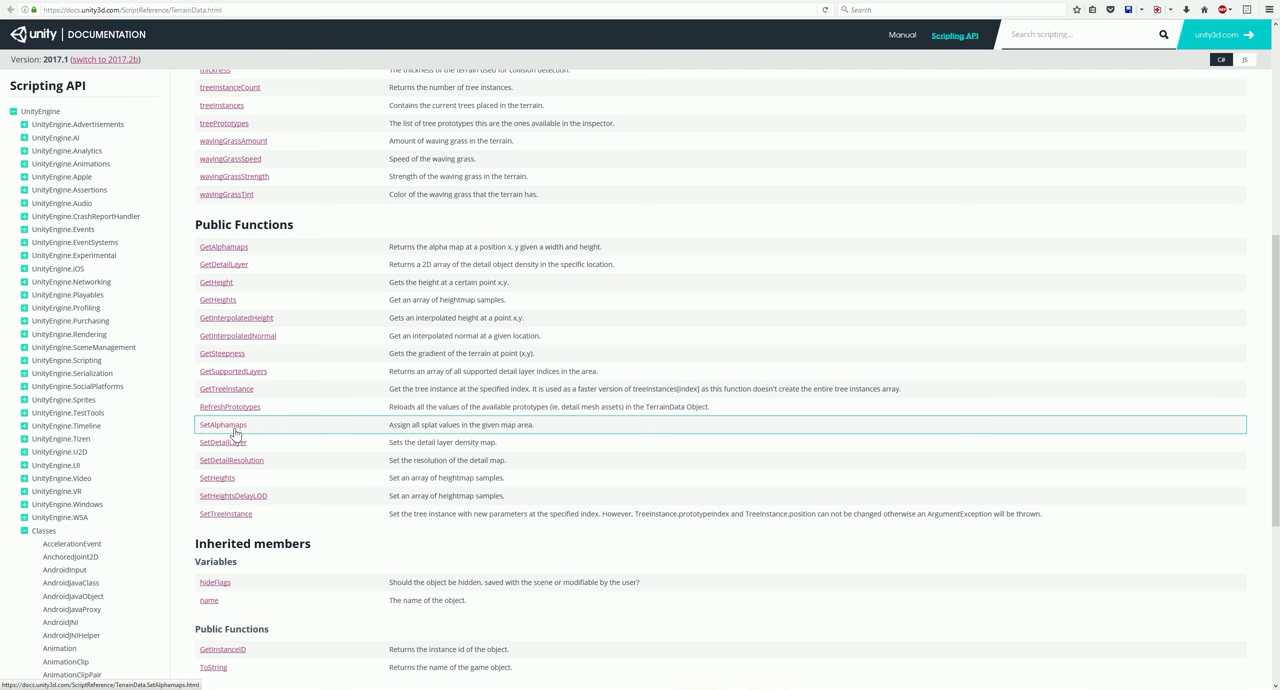 https://docs.unity3d.com/ScriptReference/TerrainData.html
Search
unity | DOCUMENTATION
Manual
Scripting API
Search scripting...
unity3d.com
Version: 2017.1 (switch to 2017.2b)
C#
JS
Scripting API
UnityEngine
UnityEngine.Advertisements
UnityEngine.AI
UnityEngine.Analytics
UnityEngine.Animations
UnityEngine.Apple
UnityEngine.Assertions
UnityEngine.Audio
UnityEngine.CrashReportHandler
UnityEngine.Events
UnityEngine.EventSystems
UnityEngine.Experimental
UnityEngine.iOS
UnityEngine.Networking
UnityEngine.Playables
UnityEngine.Profiling
UnityEngine.Purchasing
UnityEngine.Rendering
UnityEngine.SceneManagement
UnityEngine.Scripting
UnityEngine.Serialization
UnityEngine.SocialPlatforms
UnityEngine.Sprites
UnityEngine.TestTools
UnityEngine.Timeline
UnityEngine.Tizen
UnityEngine.U2D
UnityEngine.UI
UnityEngine.Video
UnityEngine.VR
UnityEngine.Windows
UnityEngine.WSA
Classes
AccelerationEvent
AnchoredJoint2D
AndroidInput
AndroidJavaClass
AndroidJavaObject
AndroidJavaProxy
AndroidJNI
AndroidJNIHelper
Animation
AnimationClip
AnimationClipPair
thickness The thickness of the terrain used for collision detection.
treeInstanceCount Returns the number of tree instances.
treeInstances Contains the current trees placed in the terrain.
treePrototypes The list of tree prototypes this are the ones available in the inspector.
wavingGrassAmount Amount of waving grass in the terrain.
wavingGrassSpeed Speed of the waving grass.
wavingGrassStrength Strength of the waving grass in the terrain.
wavingGrassTint Color of the waving grass that the terrain has.
Public Functions
GetAlphamaps Returns the alpha map at a position x, y given a width and height.
GetDetailLayer Returns a 2D array of the detail object density in the specific location.
GetHeight Gets the height at a certain point x,y.
GetHeights Get an array of heightmap samples.
GetInterpolatedHeight Gets an interpolated height at a point x,y.
GetInterpolatedNormal Get an interpolated normal at a given location.
GetSteepness Gets the gradient of the terrain at point (x,y).
GetSupportedLayers Returns an array of all supported detail layer indices in the area.
GetTreeInstance Get the tree instance at the specified index. It is used as a faster version of treeInstances[index] as this function doesn't create the entire tree instances array.
RefreshPrototypes Reloads all the values of the available prototypes (ie, detail mesh assets) in the TerrainData Object.
SetAlphamaps Assign all splat values in the given map area.
SetDetailLayer Sets the detail layer density map.
SetDetailResolution Set the resolution of the detail map.
SetHeights Set an array of heightmap samples.
SetHeightsDelayLOD Set an array of heightmap samples.
SetTreeInstance Set the tree instance with new parameters at the specified index. However, TreeInstance.prototypeIndex and TreeInstance.position can not be changed otherwise an ArgumentException will be thrown.
Inherited members
Variables
hideFlags Should the object be hidden, saved with the scene or modifiable by the user?
name The name of the object.
Public Functions
GetInstanceID Returns the instance id of the object.
ToString Returns the name of the game object.
https://docs.unity3d.com/ScriptReference/TerrainData.SetAlphamaps.html